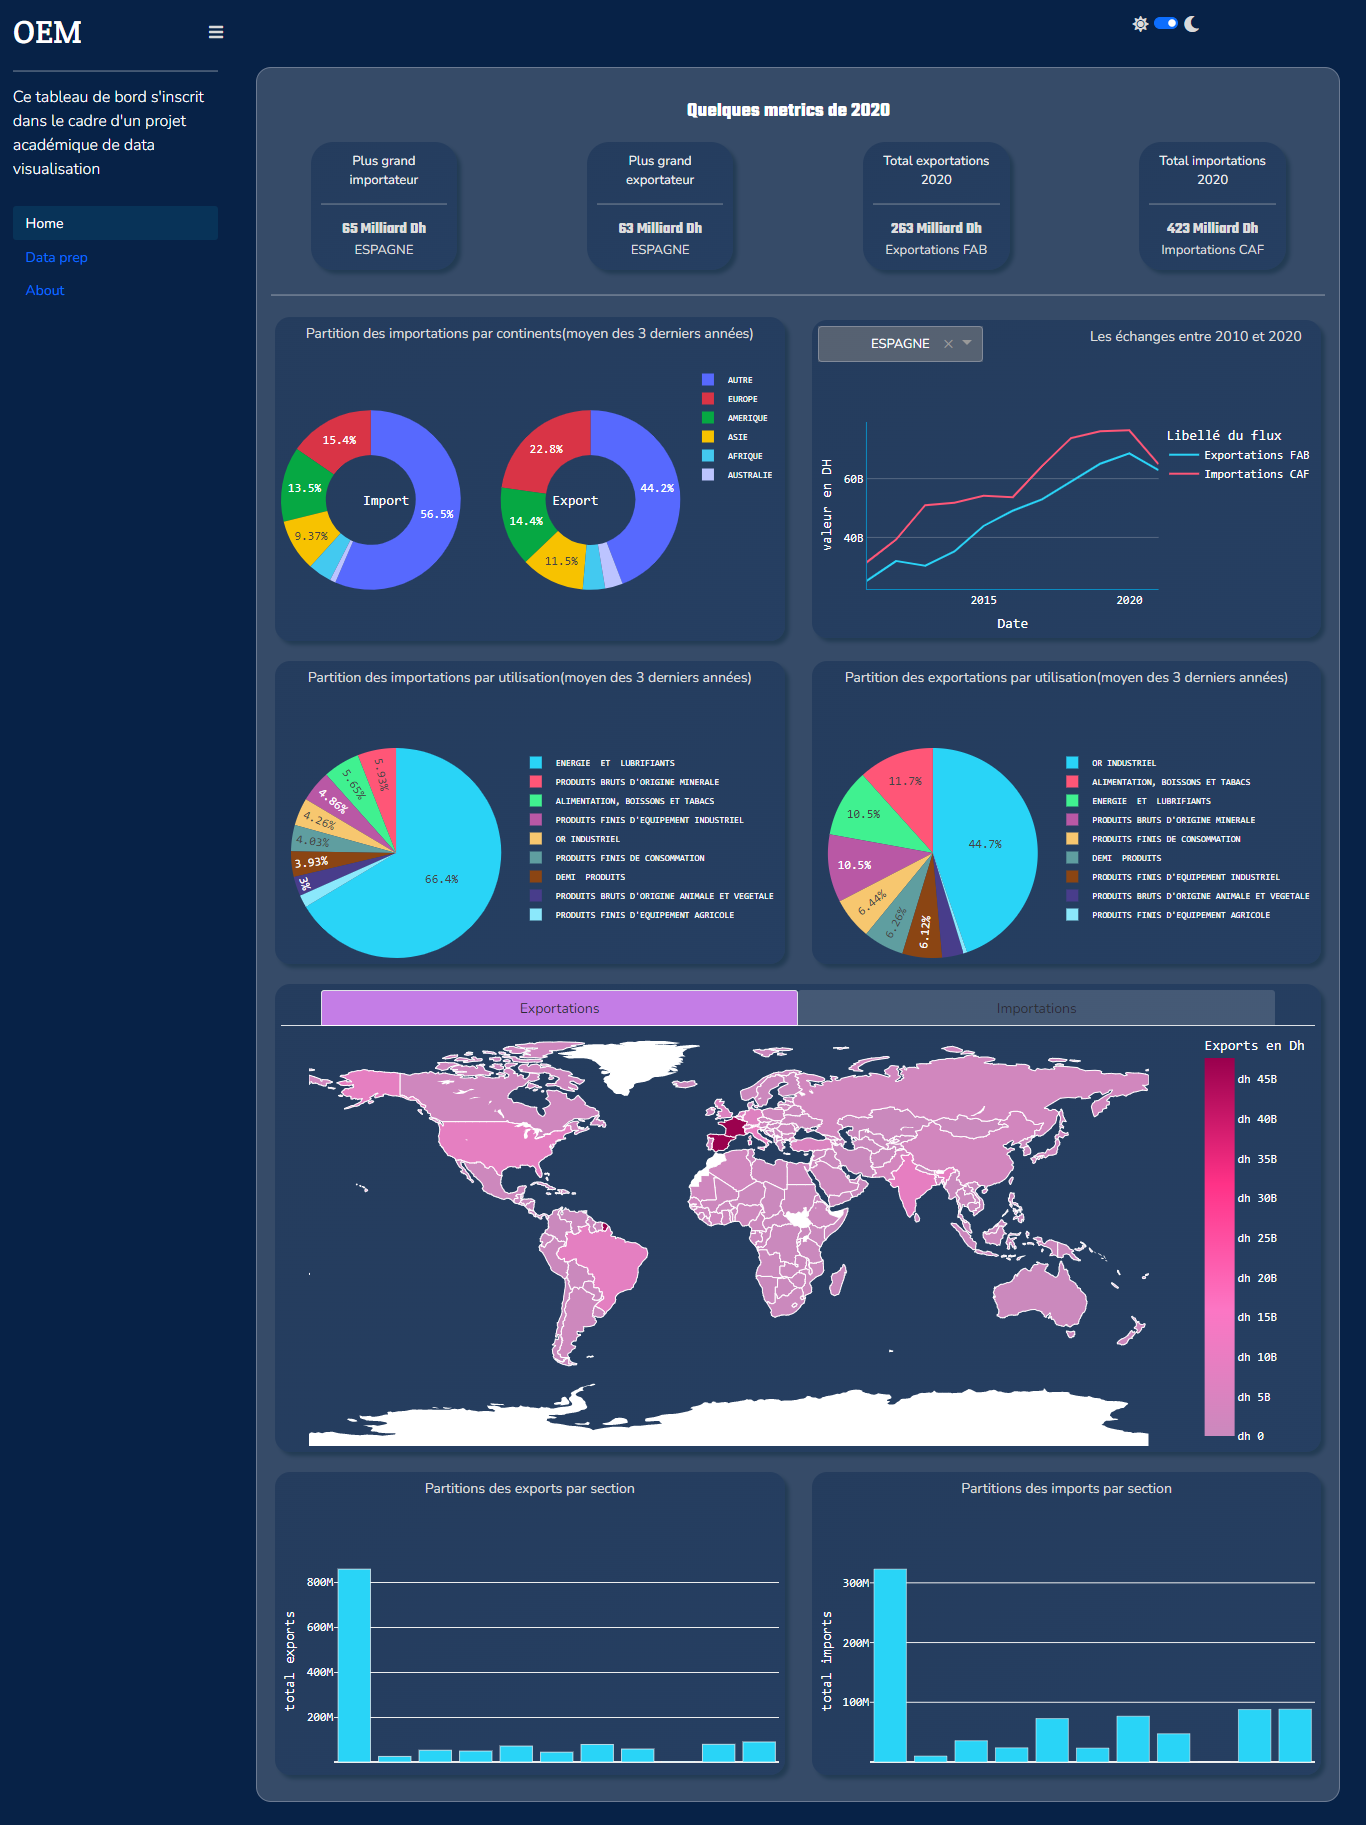 OEM
Ce tableau de bord s'inscrit
dans le cadre d'un projet
académique de data
visualisation
Home
Data prep
About
Quelques metrics de 2020
Plus grand
importateur
65 Milliard Dh
ESPAGNE
Plus grand
exportateur
63 Milliard Dh
ESPAGNE
Total exportations
2020
263 Milliard Dh
Exportations FAB
Total importations
2020
423 Milliard Dh
Importations CAF
Partition des importations par continents(moyen des 3 derniers années)
AUTRE
EUROPE
AMERIQUE
ASIE
AFRIQUE
AUSTRALIE
15.4%
13.5%
9.37%
56.5%
Import
22.8%
14.4%
11.5%
44.2%
Export
ESPAGNE ×
Les échanges entre 2010 et 2020
Libellé du flux
Exportations FAB
Importations CAF
valeur en DH
60B
40B
2015
2020
Date
Partition des importations par utilisation(moyen des 3 derniers années)
5.93%
5.65%
4.86%
4.26%
4.03%
3.93%
3%
66.4%
ENERGIE ET LUBRIFIANTS
PRODUITS BRUTS D'ORIGINE MINERALE
ALIMENTATION, BOISSONS ET TABACS
PRODUITS FINIS D'EQUIPEMENT INDUSTRIEL
OR INDUSTRIEL
PRODUITS FINIS DE CONSOMMATION
DEMI PRODUITS
PRODUITS BRUTS D'ORIGINE ANIMALE ET VEGETALE
PRODUITS FINIS D'EQUIPEMENT AGRICOLE
Partition des exportations par utilisation(moyen des 3 derniers années)
11.7%
10.5%
10.5%
6.44%
6.26%
6.12%
44.7%
OR INDUSTRIEL
ALIMENTATION, BOISSONS ET TABACS
ENERGIE ET LUBRIFIANTS
PRODUITS BRUTS D'ORIGINE MINERALE
PRODUITS FINIS DE CONSOMMATION
DEMI PRODUITS
PRODUITS FINIS D'EQUIPEMENT INDUSTRIEL
PRODUITS BRUTS D'ORIGINE ANIMALE ET VEGETALE
PRODUITS FINIS D'EQUIPEMENT AGRICOLE
Exportations
Importations
Exports en Dh
dh 45B
dh 40B
dh 35B
dh 30B
dh 25B
dh 20B
dh 15B
dh 10B
dh 5B
dh 0
Partitions des exports par section
total exports
800M
600M
400M
200M
Partitions des imports par section
total imports
300M
200M
100M